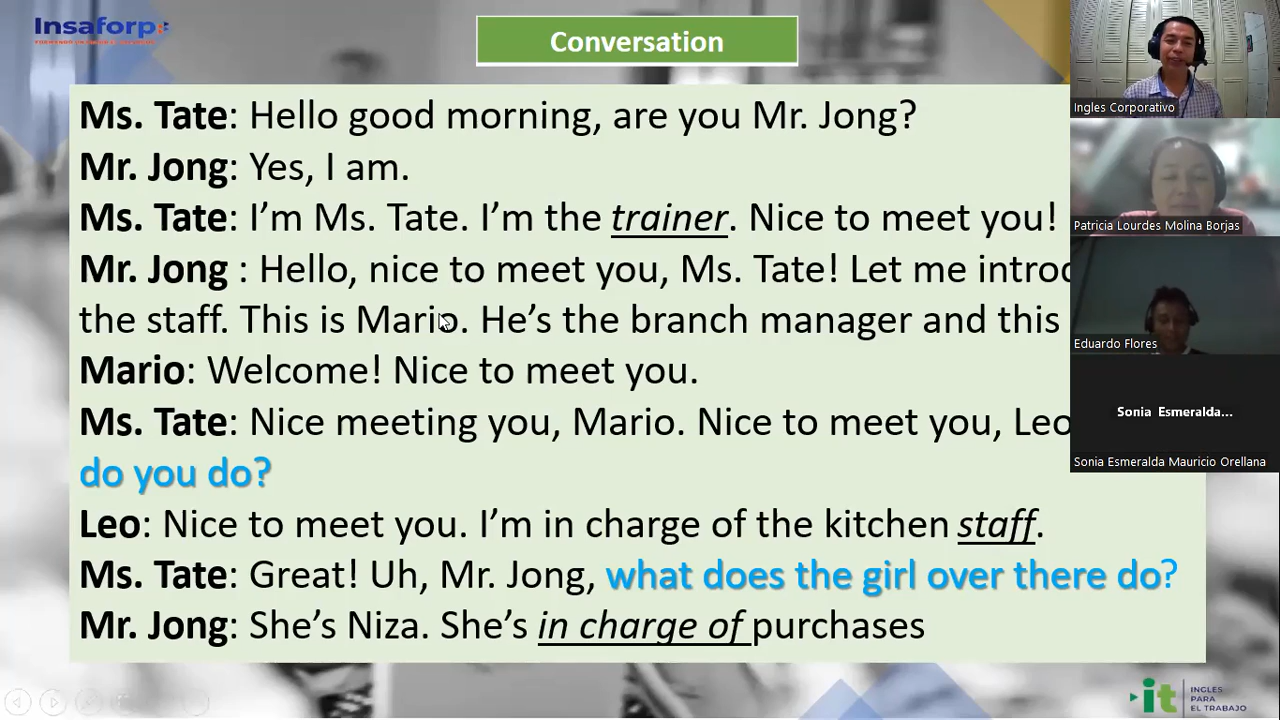 Insaforp
Conversation
Ms. Tate: Hello good morning, are you Mr. Jong?
Mr. Jong: Yes, I am.
Ms. Tate: I’m Ms. Tate. I’m the trainer. Nice to meet you!
Mr. Jong : Hello, nice to meet you, Ms. Tate! Let me introd
the staff. This is Mario. He’s the branch manager and this
Mario: Welcome! Nice to meet you.
Ms. Tate: Nice meeting you, Mario. Nice to meet you, Leo
do you do?
Leo: Nice to meet you. I’m in charge of the kitchen staff.
Ms. Tate: Great! Uh, Mr. Jong, what does the girl over there do?
Mr. Jong: She’s Niza. She’s in charge of purchases
Ingles Corporativo
Patricia Lourdes Molina Borjas
Eduardo Flores
Sonia Esmeralda...
Sonia Esmeralda Mauricio Orellana
it INGLES
PARA
EL TRABAJO